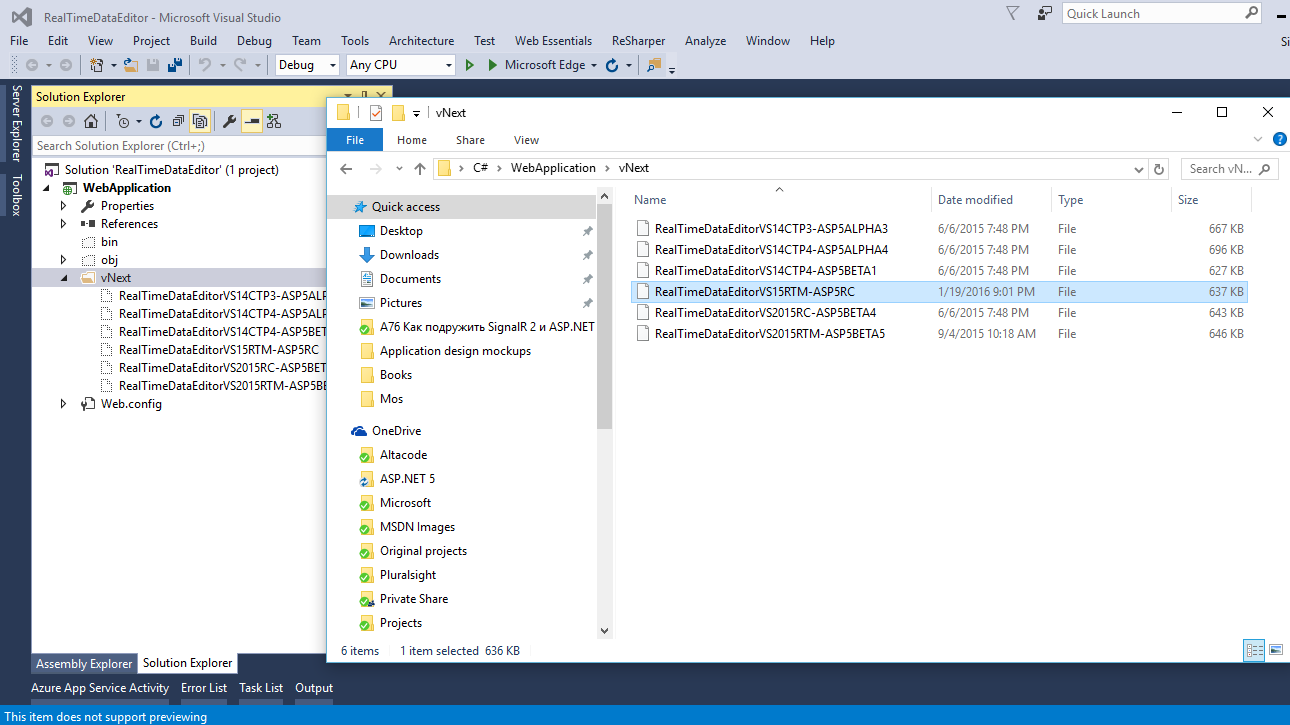 RealTimeDataEditor - Microsoft Visual Studio
Quick Launch
File Edit View Project Build Debug Team Tools Architecture Test Web Essentials ReSharper Analyze Window Help
Si
Debug Any CPU Microsoft Edge
Server Explorer
Toolbox
Solution Explorer
Search Solution Explorer (Ctrl+;)
Solution 'RealTimeDataEditor' (1 project)
WebApplication
Properties
References
bin
obj
vNext
RealTimeDataEditorVS14CTP3-ASP5ALP
RealTimeDataEditorVS14CTP4-ASP5ALP
RealTimeDataEditorVS14CTP4-ASP5BET
RealTimeDataEditorVS15RTM-ASP5RC
RealTimeDataEditorVS2015RC-ASP5BET
RealTimeDataEditorVS2015RTM-ASP5BE
Web.config
vNext
File Home Share View
C# WebApplication vNext
Search vN...
Quick access
Desktop
Downloads
Documents
Pictures
A76 Как подружить SignalR 2 и ASP.NET
Application design mockups
Books
Mos
OneDrive
Altacode
ASP.NET 5
Microsoft
MSDN Images
Original projects
Pluralsight
Private Share
Projects
Name Date modified Type Size
RealTimeDataEditorVS14CTP3-ASP5ALPHA3 6/6/2015 7:48 PM File 667 KB
RealTimeDataEditorVS14CTP4-ASP5ALPHA4 6/6/2015 7:48 PM File 696 KB
RealTimeDataEditorVS14CTP4-ASP5BETA1 6/6/2015 7:48 PM File 627 KB
RealTimeDataEditorVS15RTM-ASP5RC 1/19/2016 9:01 PM File 637 KB
RealTimeDataEditorVS2015RC-ASP5BETA4 6/6/2015 7:48 PM File 643 KB
RealTimeDataEditorVS2015RTM-ASP5BETA5 9/4/2015 10:18 AM File 646 KB
6 items 1 item selected 636 KB
Assembly Explorer Solution Explorer
Azure App Service Activity Error List Task List Output
This item does not support previewing